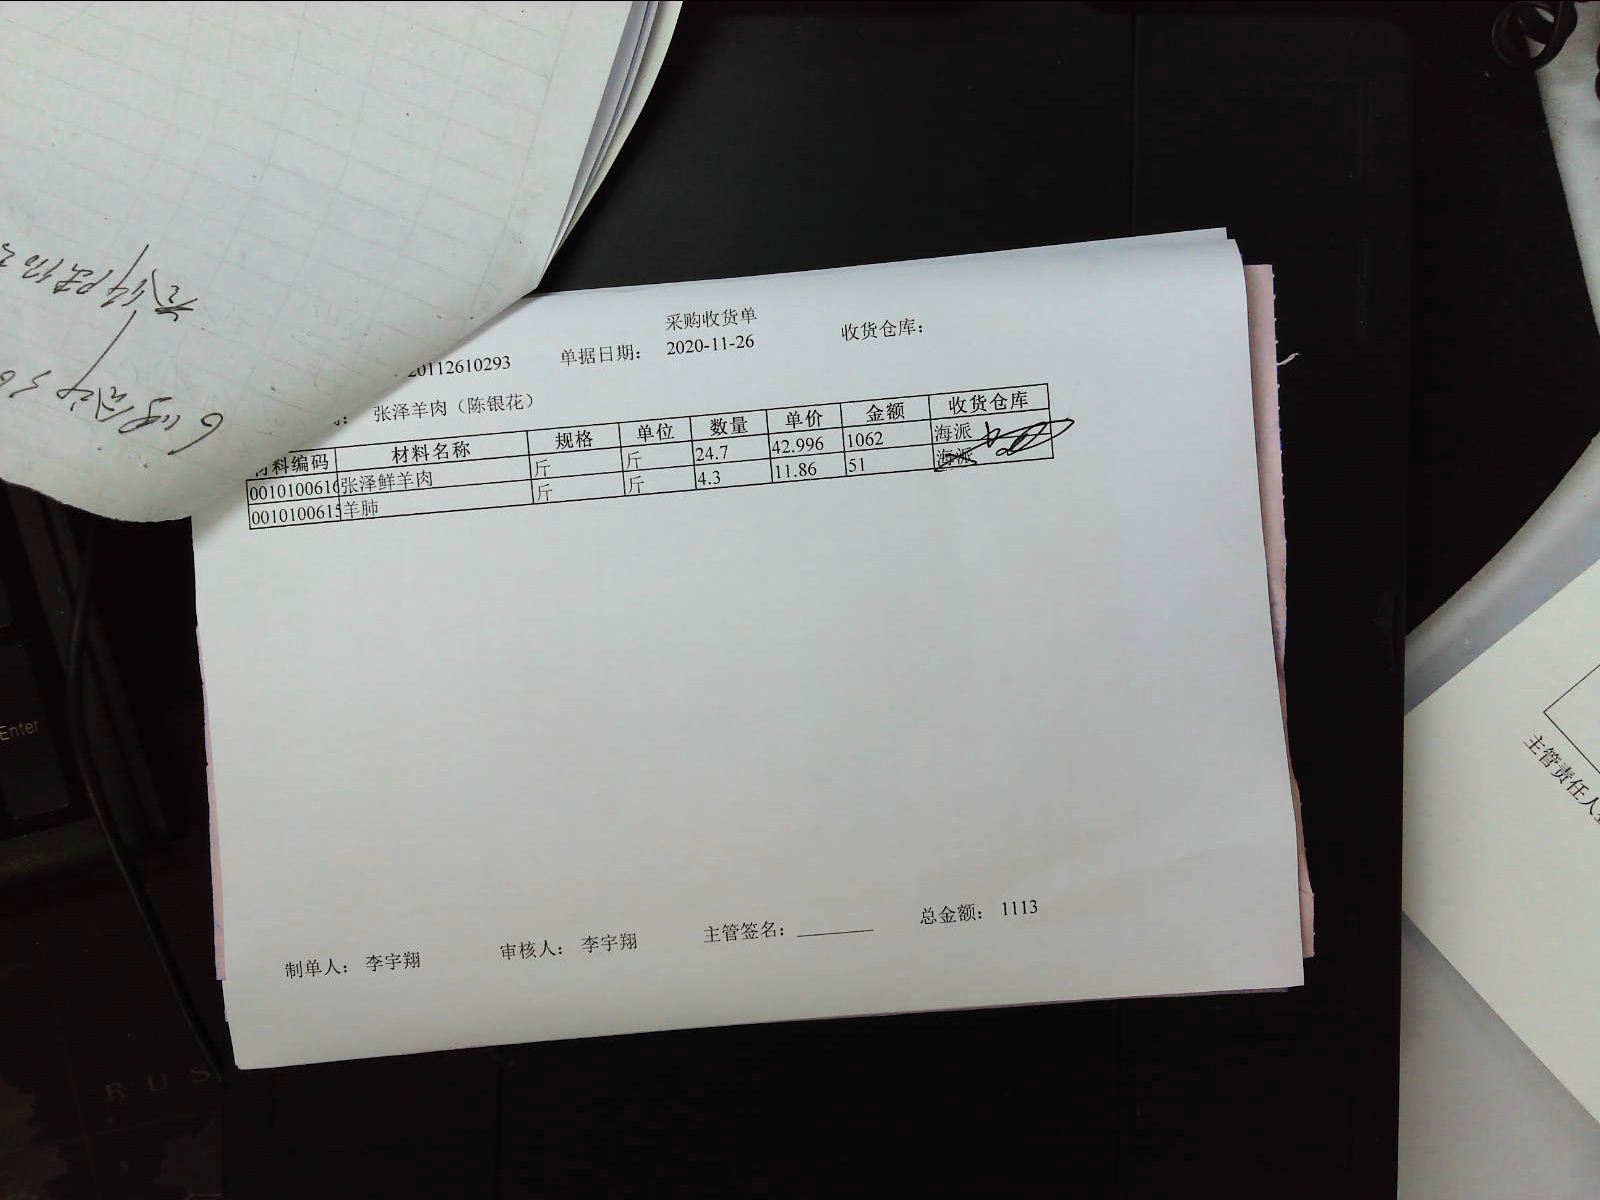 采购收货单
20112610293 单据日期： 2020-11-26 收货仓库：
张泽羊肉（陈银花）
材料编码 材料名称 规格 单位 数量 单价 金额 收货仓库
0010100616 张泽鲜羊肉 斤 斤 24.7 42.996 1062 海派
0010100615 羊肺 斤 斤 4.3 11.86 51 海派
制单人： 李宇翔 审核人： 李宇翔 主管签名： 总金额： 1113
主管责任人
Enter
RUS